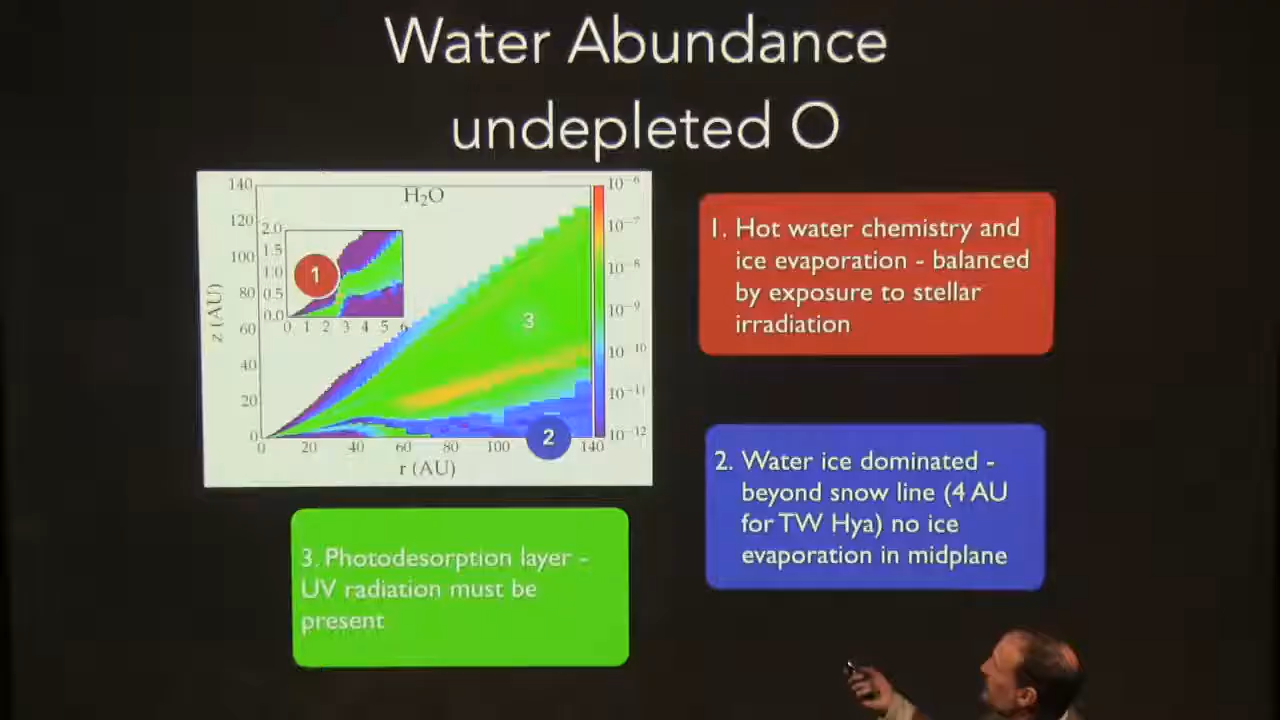 Water Abundance
undepleted O
H₂O
140
120
100
80
60
40
20
0
z (AU)
2.0
1.5
1.0
0.5
0.0
0 1 2 3 4 5 6
1
3
2
0 20 40 60 80 100 140
r (AU)
10⁻⁶
10⁻⁷
10⁻⁸
10⁻⁹
10⁻¹⁰
10⁻¹¹
10⁻¹²
1. Hot water chemistry and
ice evaporation - balanced
by exposure to stellar
irradiation
2. Water ice dominated -
beyond snow line (4 AU
for TW Hya) no ice
evaporation in midplane
3. Photodesorption layer -
UV radiation must be
present